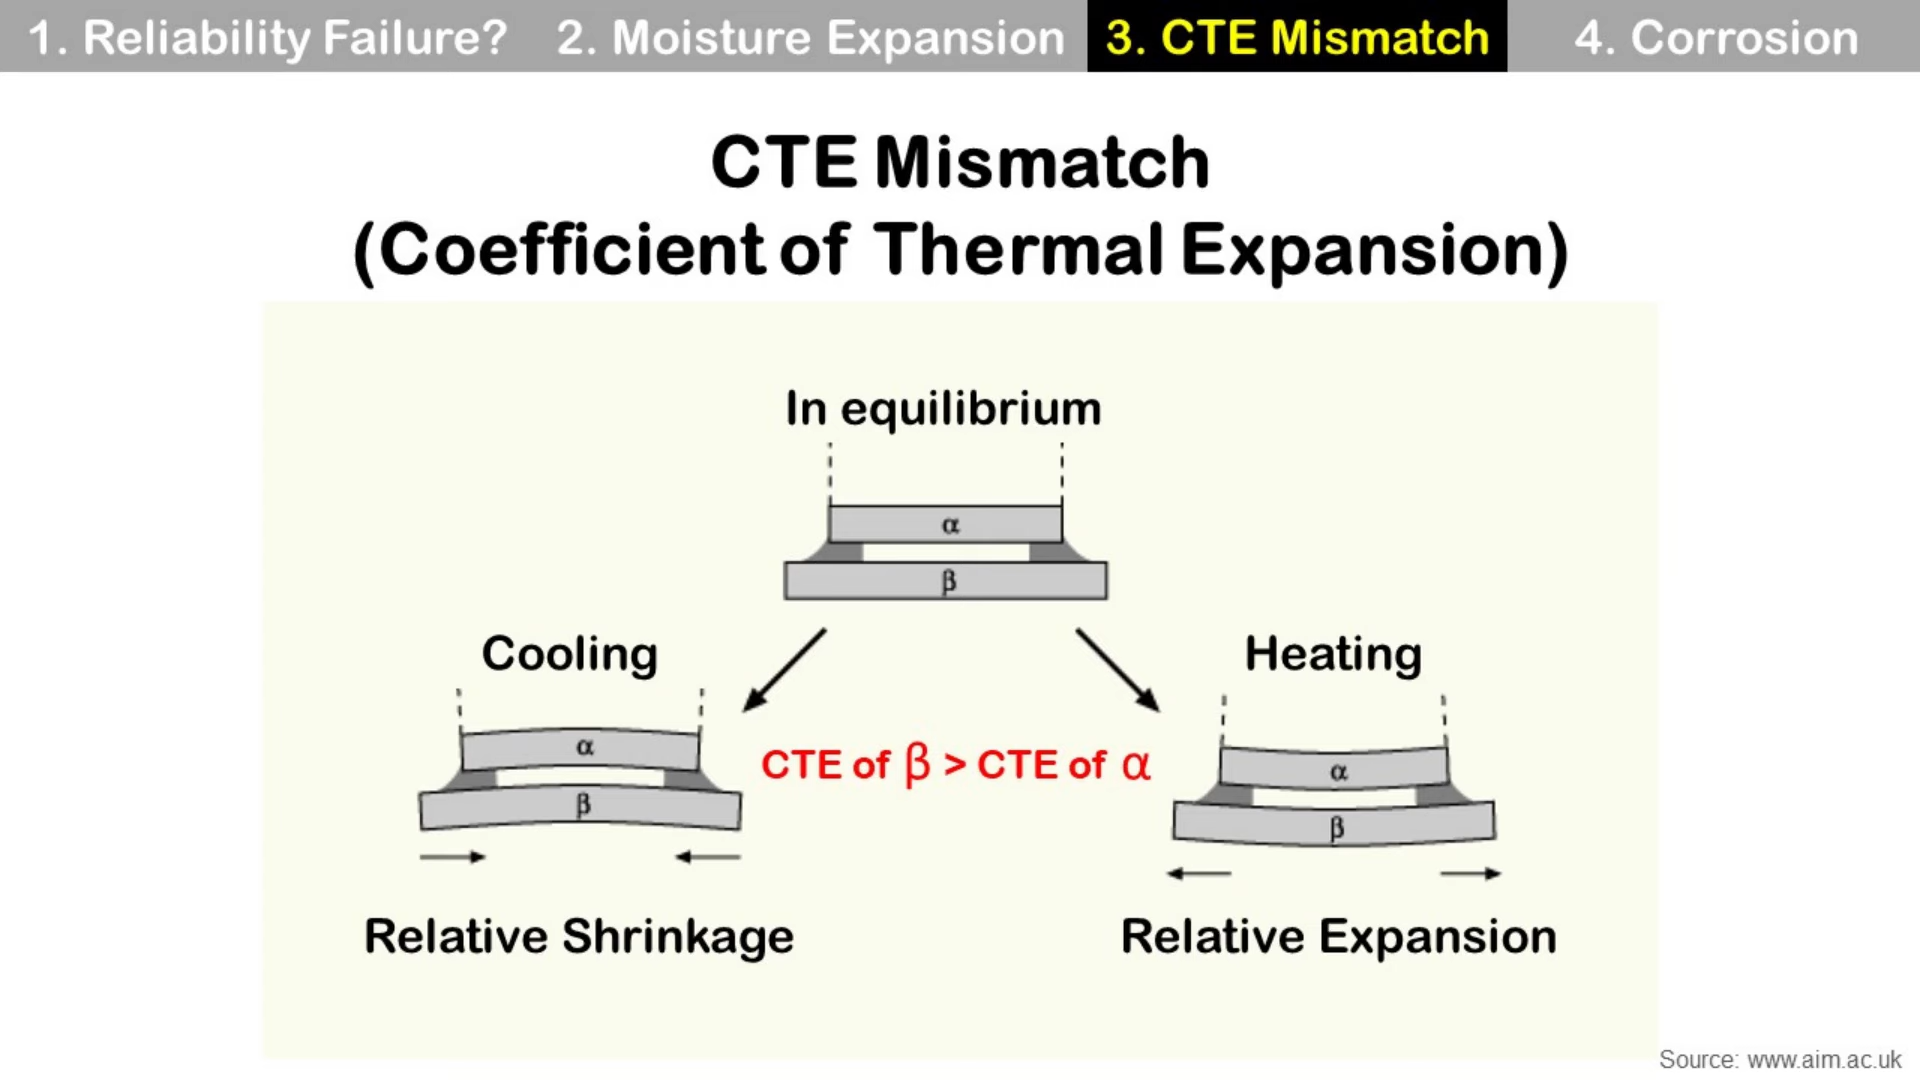 1. Reliability Failure? 2. Moisture Expansion 3. CTE Mismatch 4. Corrosion
CTE Mismatch
(Coefficient of Thermal Expansion)
In equilibrium
α
β
Cooling
Heating
α
β
CTE of β > CTE of α
α
β
Relative Shrinkage
Relative Expansion
Source: www.aim.ac.uk